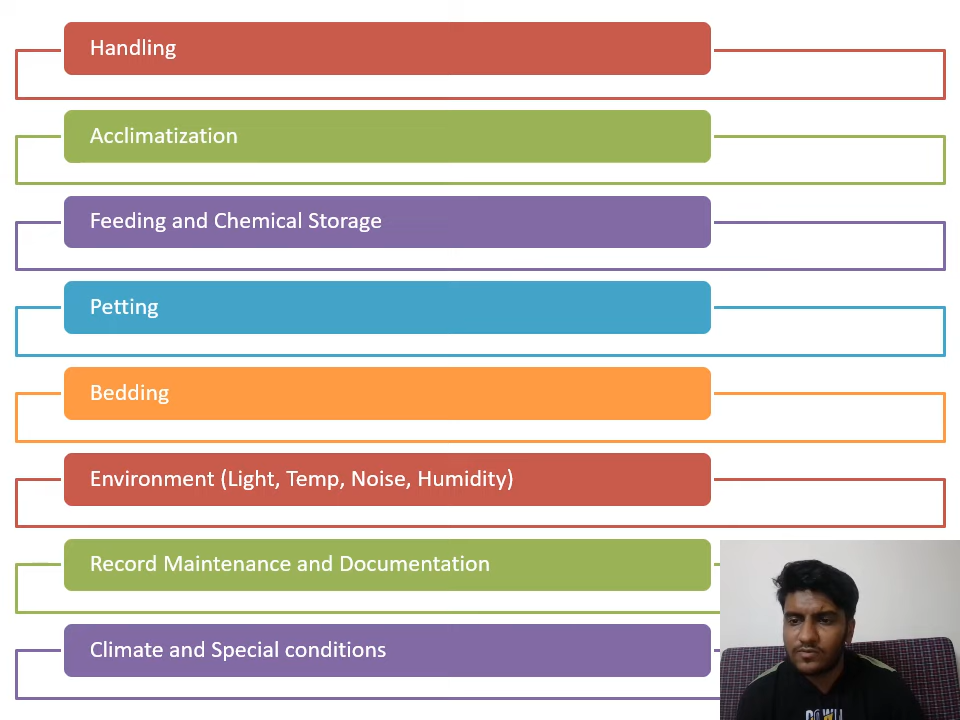 Handling
Acclimatization
Feeding and Chemical Storage
Petting
Bedding
Environment (Light, Temp, Noise, Humidity)
Record Maintenance and Documentation
Climate and Special conditions